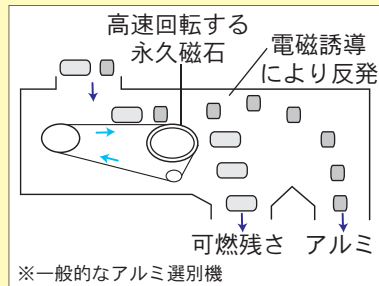 高速回転する
永久磁石
電磁誘導
により反発
可燃残さ
アルミ
※一般的なアルミ選別機